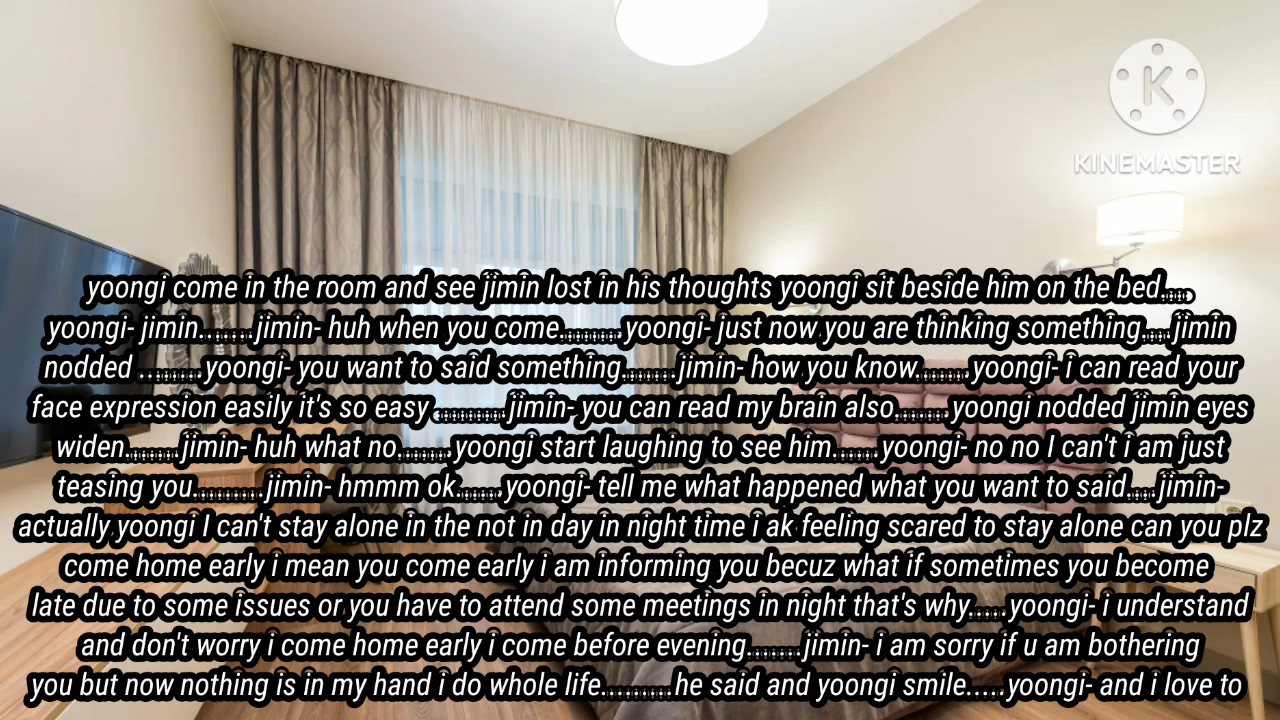 K
KINEMASTER
yoongi come in the room and see jimin lost in his thoughts yoongi sit beside him on the bed.....
yoongi- jimin........jimin- huh when you come.........yoongi- just now you are thinking something....jimin
nodded .........yoongi- you want to said something........jimin- how you know.......yoongi- i can read your
face expression easily it's so easy ..........jimin- you can read my brain also........yoongi nodded jimin eyes
widen........jimin- huh what no........yoongi start laughing to see him.......yoongi- no no I can't i am just
teasing you..........jimin- hmmm ok......yoongi- tell me what happened what you want to said....jimin-
actually yoongi I can't stay alone in the not in day in night time i ak feeling scared to stay alone can you plz
come home early i mean you come early i am informing you becuz what if sometimes you become
late due to some issues or you have to attend some meetings in night that's why.....yoongi- i understand
and don't worry i come home early i come before evening........jimin- i am sorry if u am bothering
you but now nothing is in my hand i do whole life..........he said and yoongi smile.....yoongi- and i love to